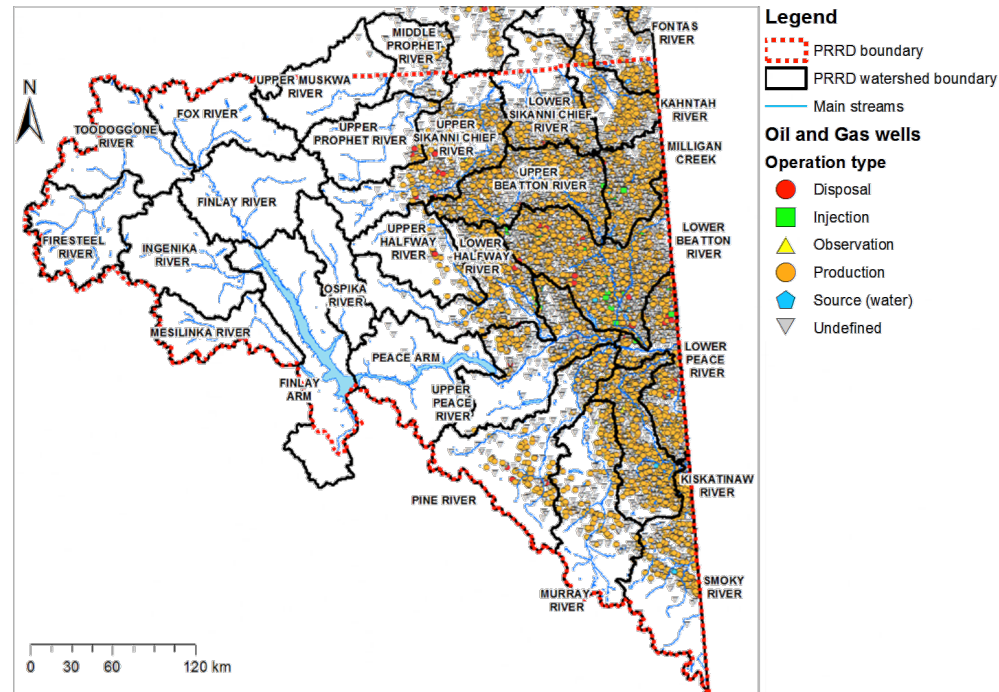 FONTAS
RIVER
MIDDLE
PROPHET
RIVER
UPPER MUSKWA
RIVER
N
FOX RIVER
TOODOGGONE
RIVER
UPPER
PROPHET RIVER
UPPER
SIKANNI CHIEF
RIVER
LOWER
SIKANNI CHIEF
RIVER
KAHNTAH
RIVER
MILLIGAN
CREEK
UPPER
BEATTON RIVER
FINLAY RIVER
FIRESTEEL
RIVER
INGENIKA
RIVER
UPPER
HALFWAY
RIVER
LOWER
HALFWAY
RIVER
LOWER
BEATTON
RIVER
OSPIKA
RIVER
MESILINKA RIVER
PEACE ARM
LOWER
PEACE
RIVER
FINLAY
ARM
UPPER
PEACE
RIVER
PINE RIVER
KISKATINAW
RIVER
MURRAY
RIVER
SMOKY
RIVER
0 30 60 120 km
Legend
PRRD boundary
PRRD watershed boundary
Main streams
Oil and Gas wells
Operation type
Disposal
Injection
Observation
Production
Source (water)
Undefined